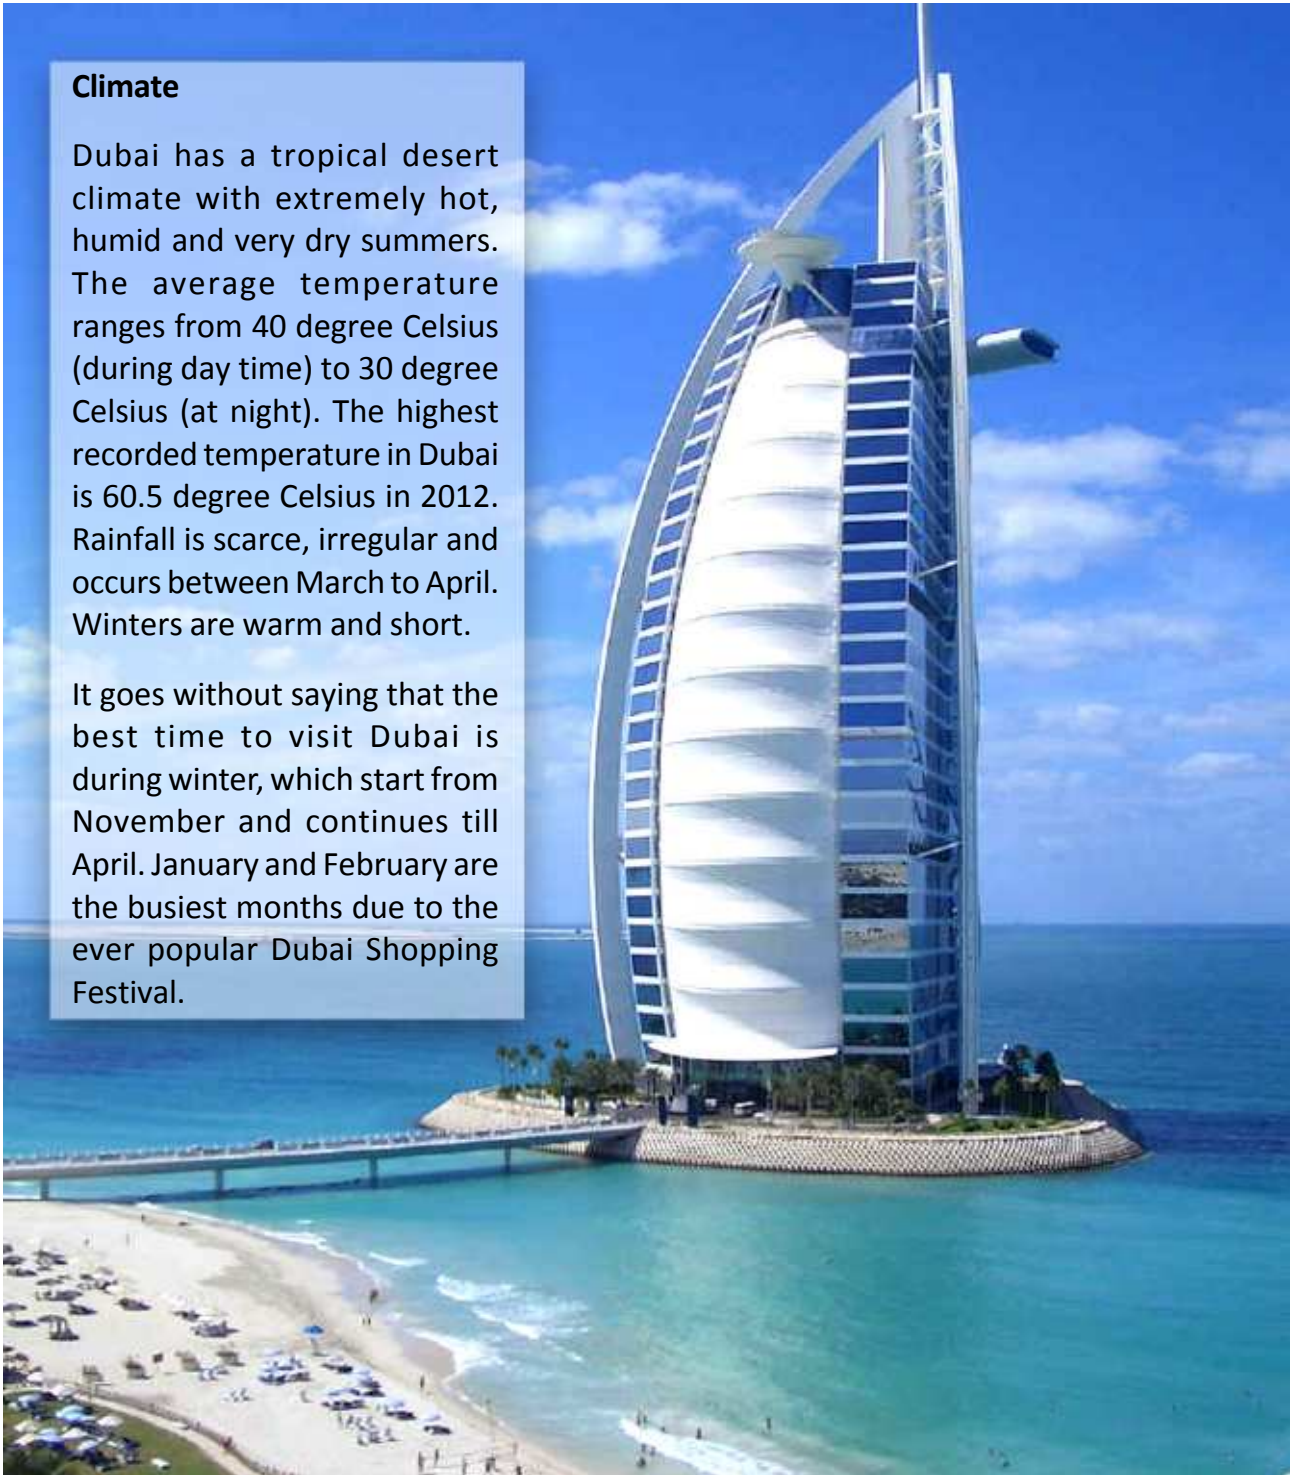 Climate
Dubai has a tropical desert
climate with extremely hot,
humid and very dry summers.
The average temperature
ranges from 40 degree Celsius
(during day time) to 30 degree
Celsius (at night). The highest
recorded temperature in Dubai
is 60.5 degree Celsius in 2012.
Rainfall is scarce, irregular and
occurs between March to April.
Winters are warm and short.
It goes without saying that the
best time to visit Dubai is
during winter, which start from
November and continues till
April. January and February are
the busiest months due to the
ever popular Dubai Shopping
Festival.